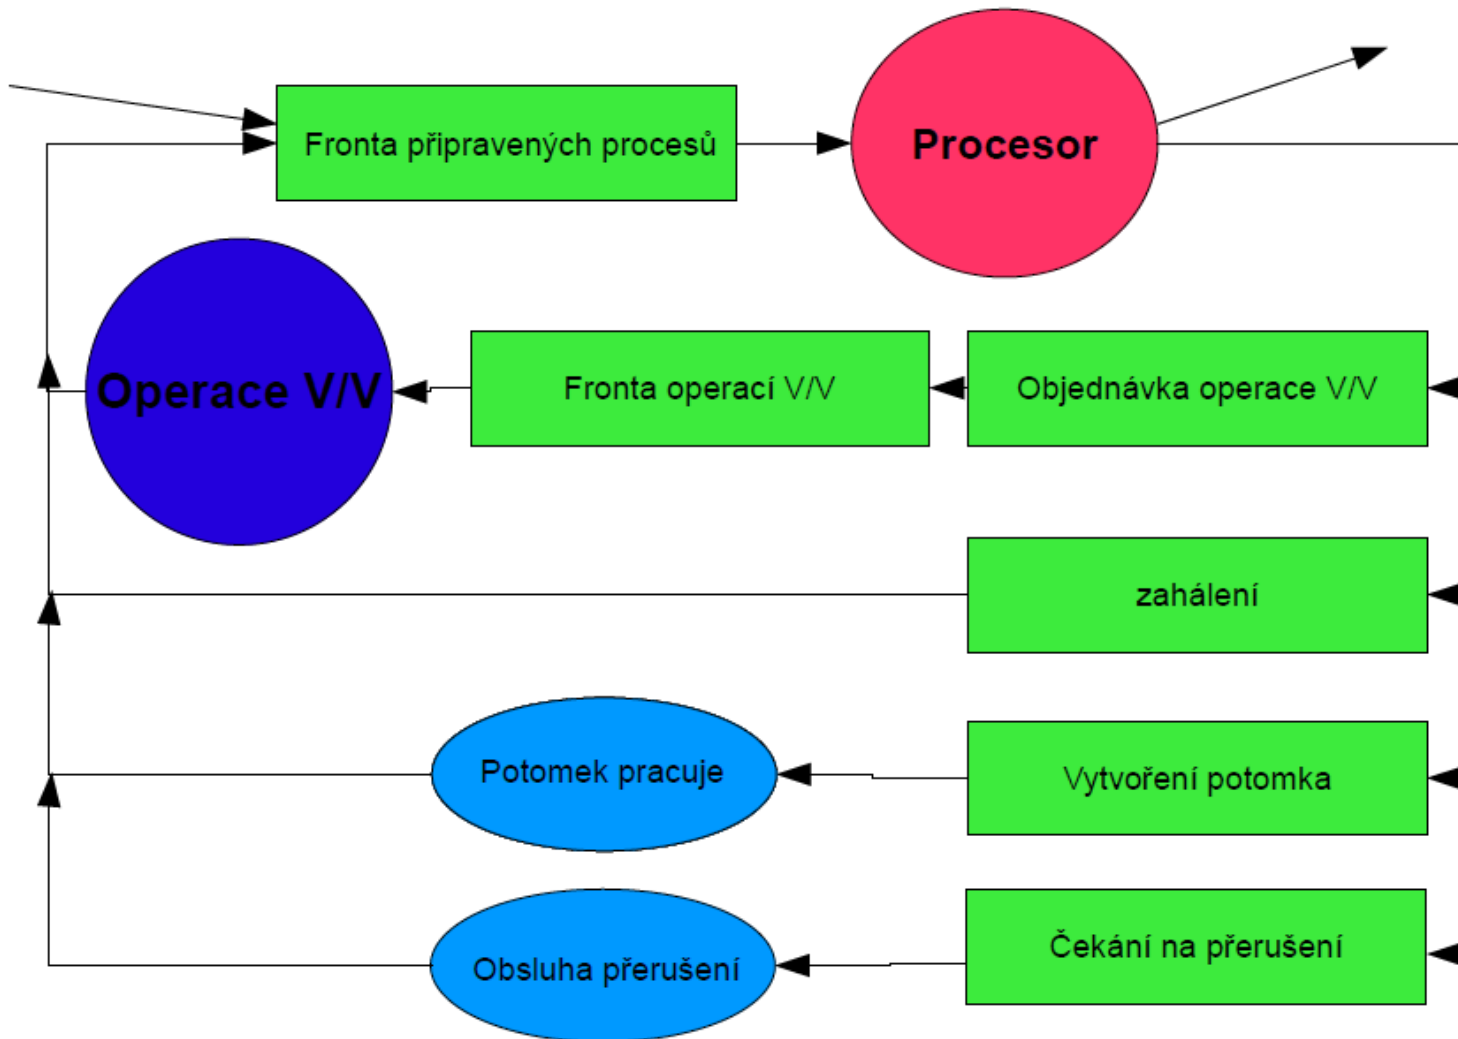 Fronta připravených procesů
Procesor
Operace V/V
Fronta operací V/V
Objednávka operace V/V
zahálení
Potomek pracuje
Vytvoření potomka
Obsluha přerušení
Čekání na přerušení